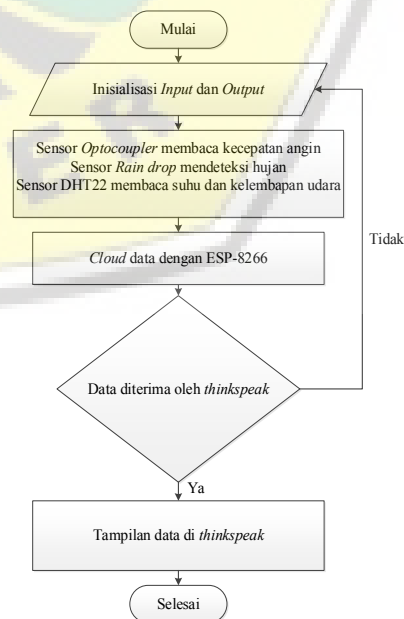 Mulai
Inisialisasi Input dan Output
Sensor Optocoupler membaca kecepatan angin
Sensor Rain drop mendeteksi hujan
Sensor DHT22 membaca suhu dan kelembapan udara
Cloud data dengan ESP-8266
Tidak
Data diterima oleh thinkspeak
Ya
Tampilan data di thinkspeak
Selesai